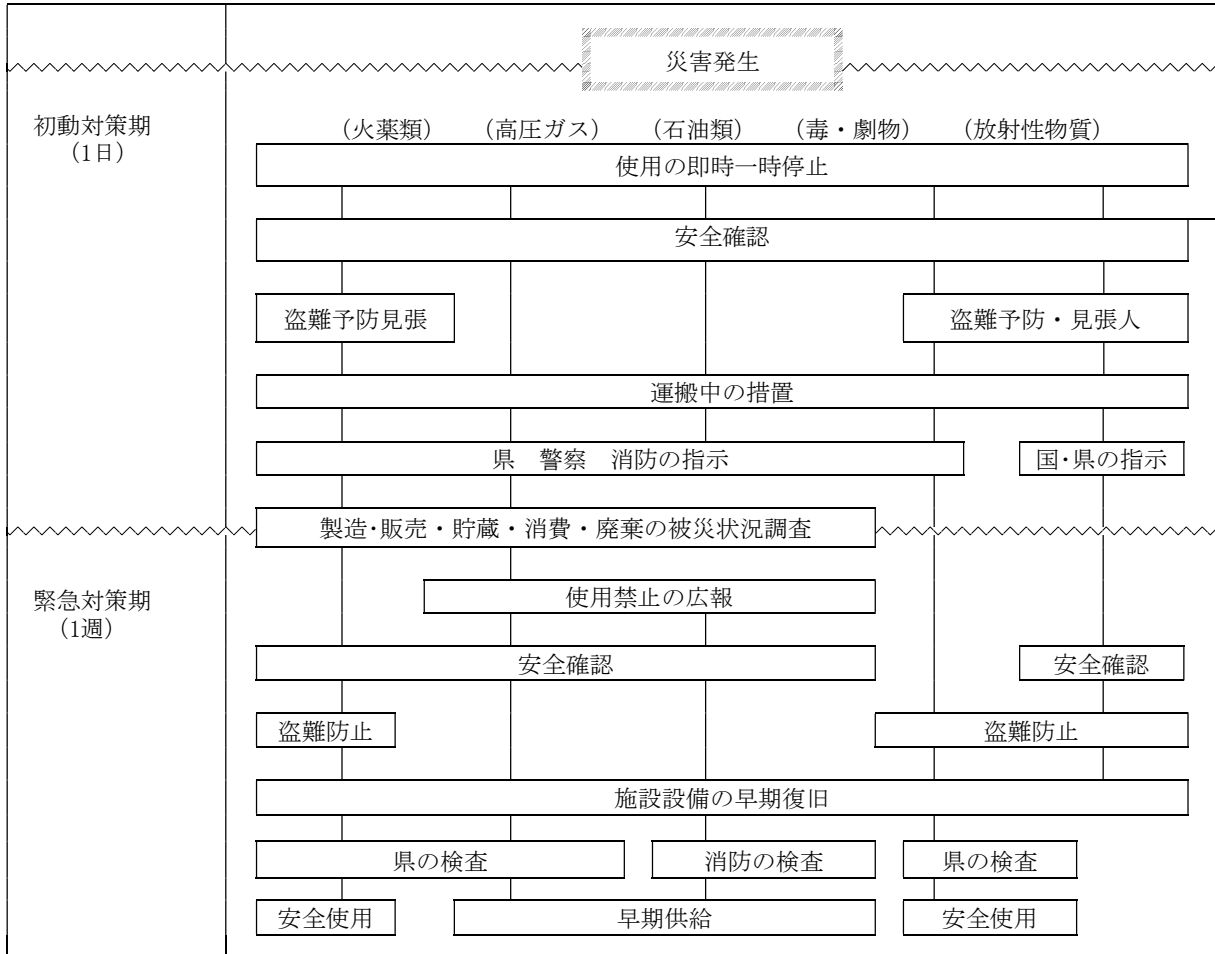 災害発生
初動対策期
(1日)
(火薬類) (高圧ガス) (石油類) (毒・劇物) (放射性物質)
使用の即時一時停止
安全確認
盗難予防見張 盗難予防・見張人
運搬中の措置
県 警察 消防の指示 国・県の指示
製造・販売・貯蔵・消費・廃棄の被災状況調査
緊急対策期
(1週)
使用禁止の広報
安全確認 安全確認
盗難防止 盗難防止
施設設備の早期復旧
県の検査 消防の検査 県の検査
安全使用 早期供給 安全使用